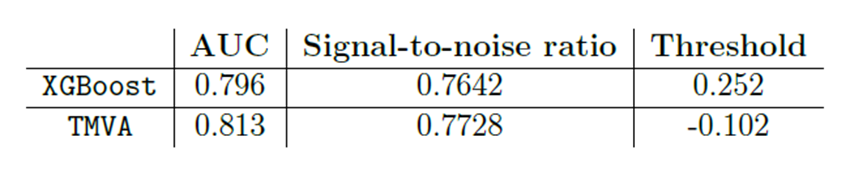 AUC Signal-to-noise ratio Threshold
XGBoost 0.796 0.7642 0.252
TMVA 0.813 0.7728 -0.102